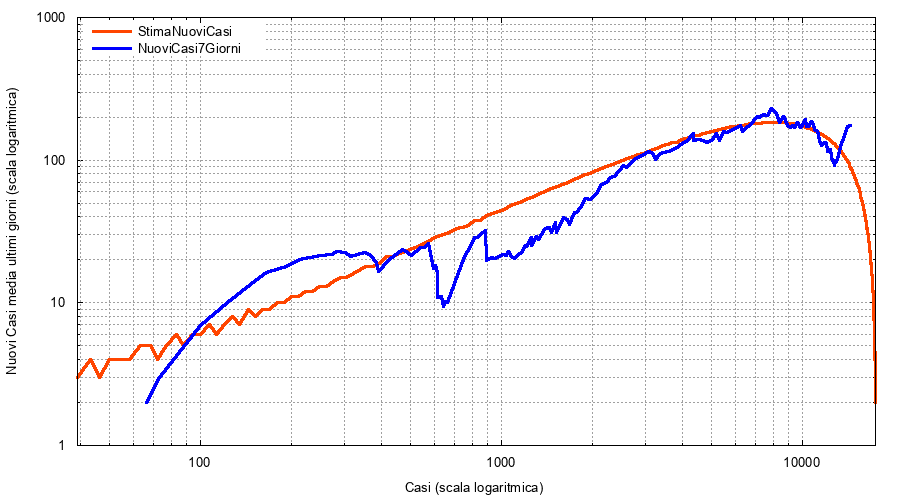 1000
StimaNuoviCasi
NuoviCasi7Giorni
100
10
1
Nuovi Casi media ultimi giorni (scala logaritmica)
100
1000
10000
Casi (scala logaritmica)